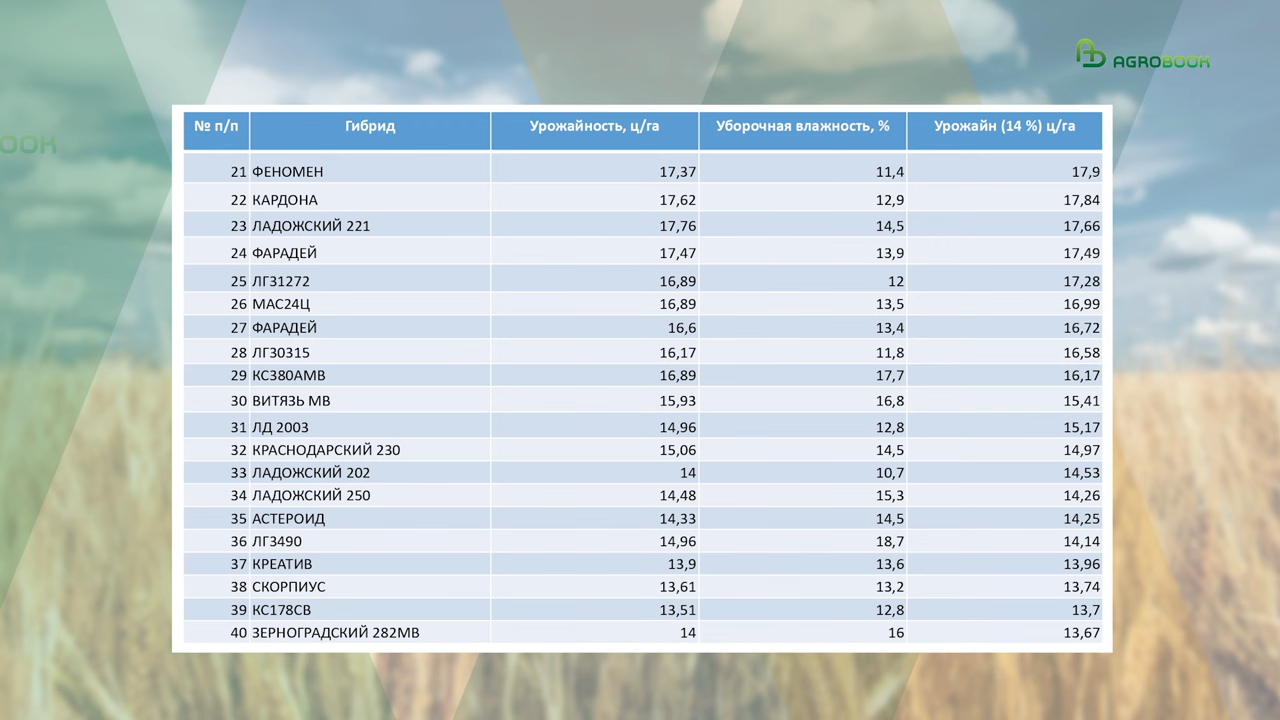 AGROBOOK
OOK
№ п/п Гибрид Урожайность, ц/га Уборочная влажность, % Урожайн (14 %) ц/га
21 ФЕНОМЕН 17,37 11,4 17,9
22 КАРДОНА 17,62 12,9 17,84
23 ЛАДОЖСКИЙ 221 17,76 14,5 17,66
24 ФАРАДЕЙ 17,47 13,9 17,49
25 ЛГ31272 16,89 12 17,28
26 МАС24Ц 16,89 13,5 16,99
27 ФАРАДЕЙ 16,6 13,4 16,72
28 ЛГ30315 16,17 11,8 16,58
29 КС380АМВ 16,89 17,7 16,17
30 ВИТЯЗЬ МВ 15,93 16,8 15,41
31 ЛД 2003 14,96 12,8 15,17
32 КРАСНОДАРСКИЙ 230 15,06 14,5 14,97
33 ЛАДОЖСКИЙ 202 14 10,7 14,53
34 ЛАДОЖСКИЙ 250 14,48 15,3 14,26
35 АСТЕРОИД 14,33 14,5 14,25
36 ЛГ3490 14,96 18,7 14,14
37 КРЕАТИВ 13,9 13,6 13,96
38 СКОРПИУС 13,61 13,2 13,74
39 КС178СВ 13,51 12,8 13,7
40 ЗЕРНОГРАДСКИЙ 282МВ 14 16 13,67